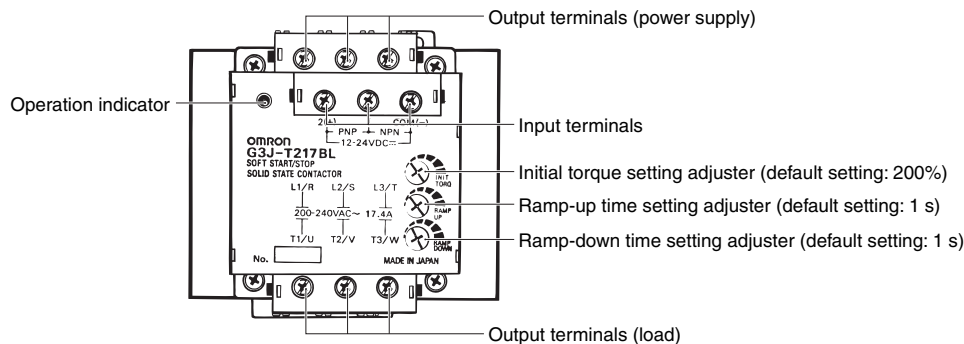 Output terminals (power supply)
Operation indicator
2(+) COM(−)
Input terminals
PNP NPN
12-24VDC⎓
OMRON
G3J-T217BL
SOFT START/STOP
SOLID STATE CONTACTOR
INIT
TORQ
Initial torque setting adjuster (default setting: 200%)
L1/R L2/S L3/T
200-240VAC~ 17.4A
RAMP
UP
Ramp-up time setting adjuster (default setting: 1 s)
T1/U T2/V T3/W
RAMP
DOWN
Ramp-down time setting adjuster (default setting: 1 s)
No. MADE IN JAPAN
Output terminals (load)